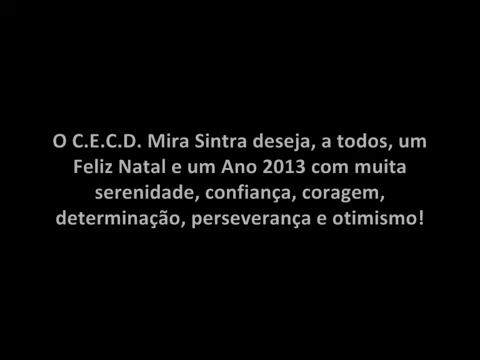 O C.E.C.D. Mira Sintra deseja, a todos, um
Feliz Natal e um Ano 2013 com muita
serenidade, confiança, coragem,
determinação, perseverança e otimismo!